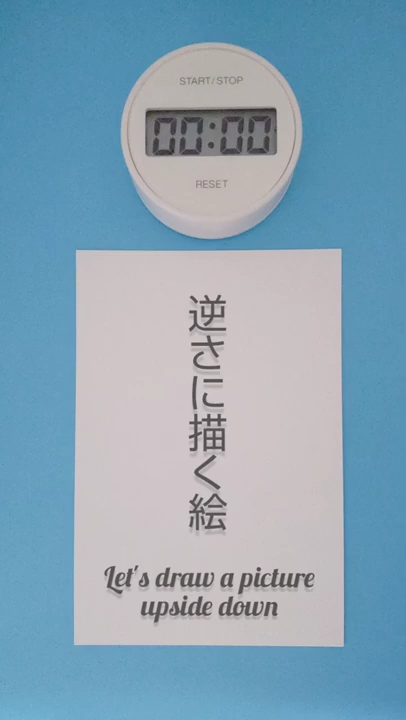 START/STOP
00:00
RESET
逆さに描く絵
Let's draw a picture
upside down